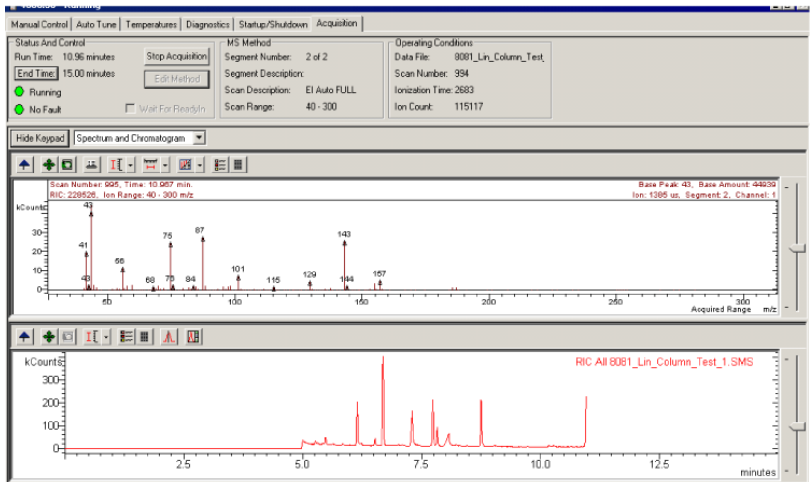 Manual Control Auto Tune Temperatures Diagnostics Startup/Shutdown Acquisition
Status And Control
Run Time: 10.96 minutes Stop Acquisition
End Time: 15.00 minutes Edit Method
Running
No Fault Wait For ReadyIn
MS Method
Segment Number: 2 of 2
Segment Description:
Scan Description: EI Auto FULL
Scan Range: 40 - 300
Operating Conditions
Data File: 8081_Lin_Column_Test_
Scan Number: 994
Ionization Time: 2683
Ion Count: 115117
Hide Keypad Spectrum and Chromatogram
Scan Number: 995, Time: 10.967 min. Base Peak: 43, Base Amount: 44939
RIC: 228526, Ion Range: 40 - 300 m/z Ion: 1385 us, Segment: 2, Channel: 1
kCounts
30
20
10
0
43
41
43
56
68
75
75
84
87
101
115
129
143
144
157
50 100 150 200 250 300
Acquired Range m/z
kCounts RIC All 8081_Lin_Column_Test_1.SMS
300
200
100
0
2.5 5.0 7.5 10.0 12.5
minutes